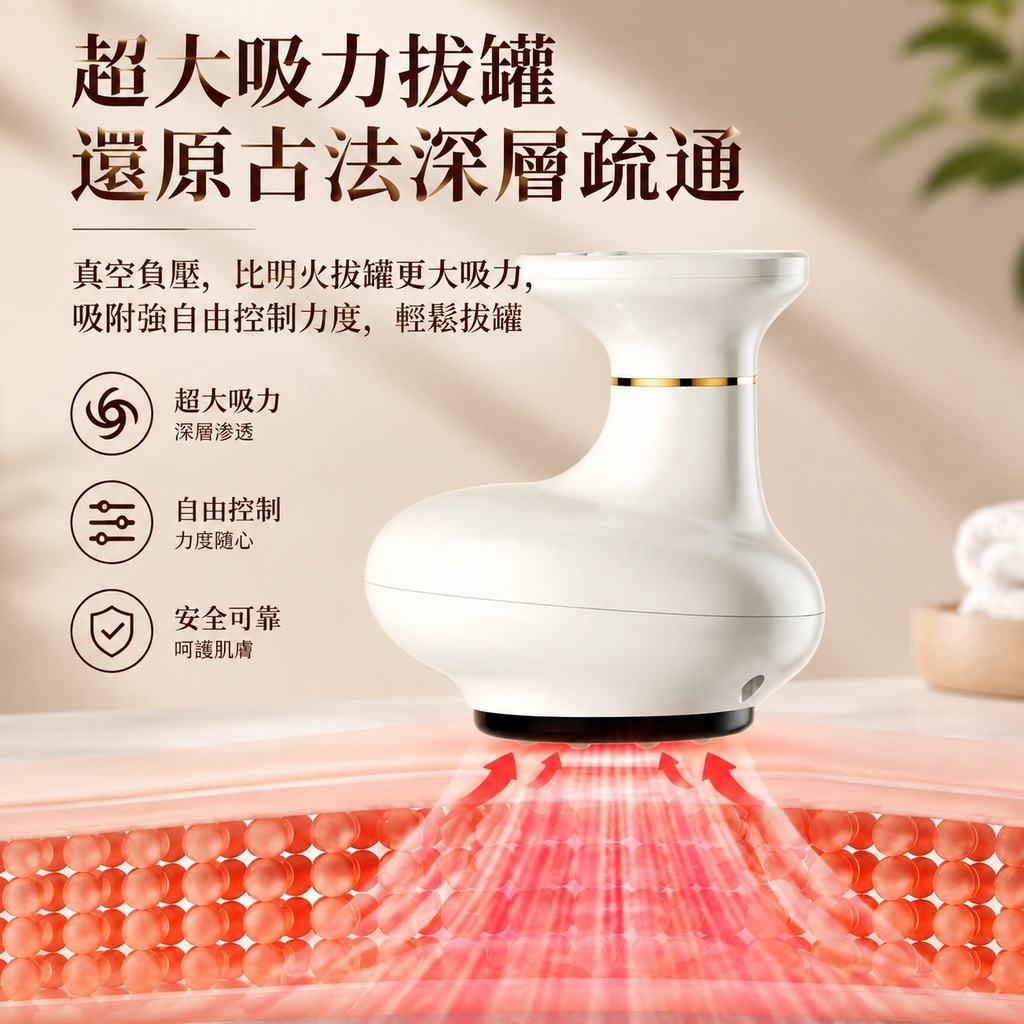 超大吸力拔罐
還原古法深層疏通
真空負壓，比明火拔罐更大吸力，
吸附強自由控制力度，輕鬆拔罐
超大吸力
深層渗透
自由控制
力度隨心
安全可靠
呵護肌膚